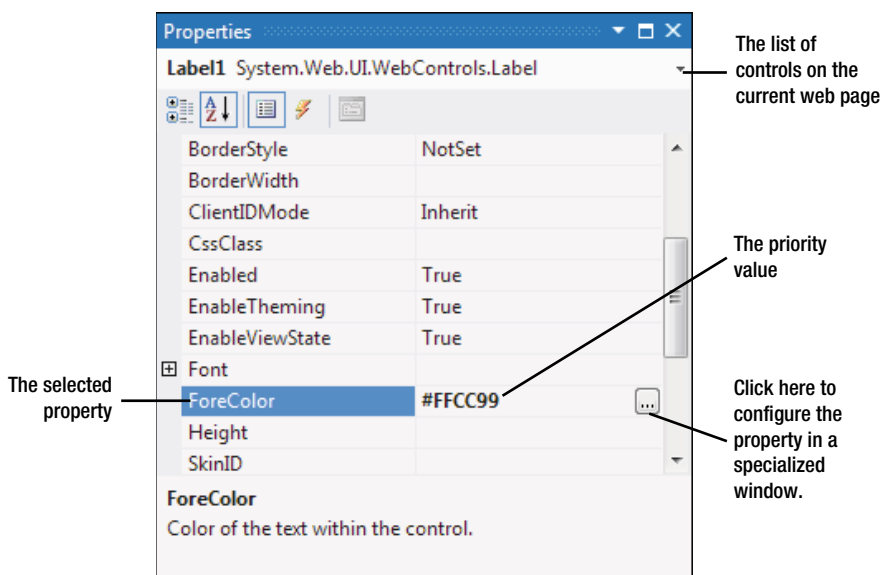 Properties
Label1 System.Web.UI.WebControls.Label
BorderStyle NotSet
BorderWidth
ClientIDMode Inherit
CssClass
Enabled True
EnableTheming True
EnableViewState True
Font
ForeColor #FFCC99 ...
Height
SkinID
ForeColor
Color of the text within the control.
The selected
property
The list of
controls on the
current web page
The priority
value
Click here to
configure the
property in a
specialized
window.